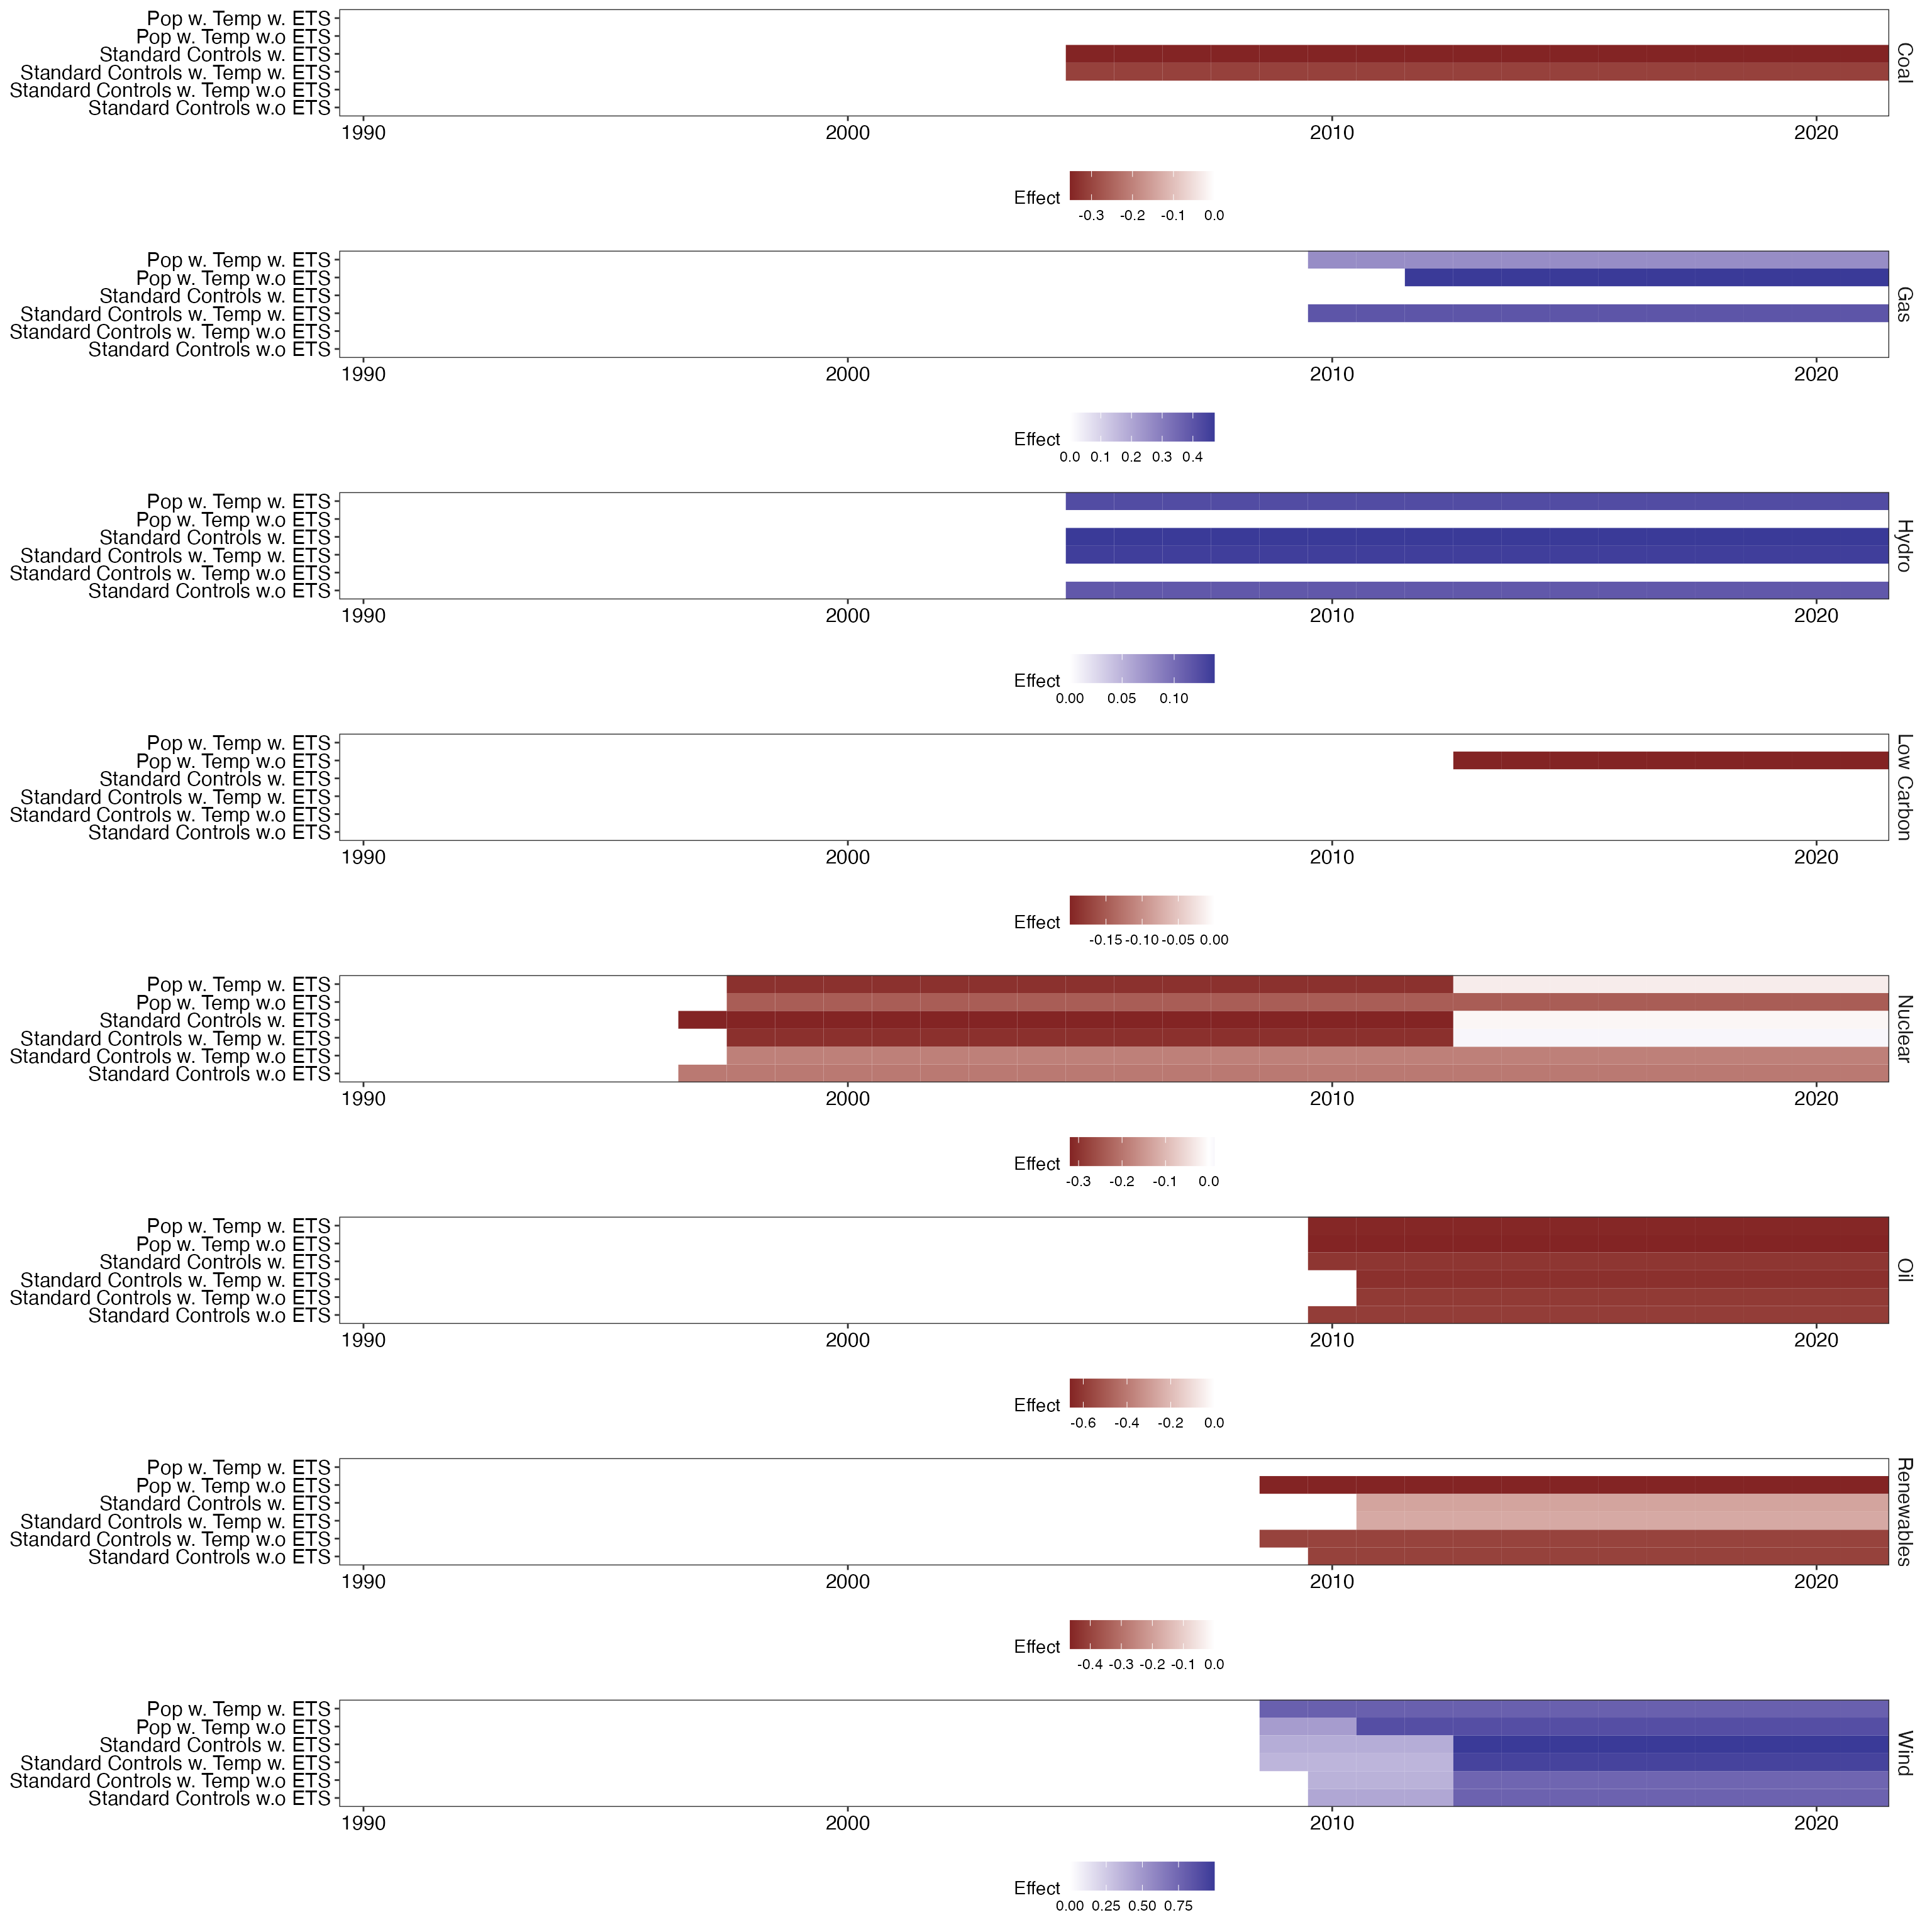 Pop w. Temp w. ETS
Pop w. Temp w.o ETS
Standard Controls w. ETS
Standard Controls w. Temp w. ETS
Standard Controls w. Temp w.o ETS
Standard Controls w.o ETS
Coal
1990 2000 2010 2020
Effect
-0.3 -0.2 -0.1 0.0
Pop w. Temp w. ETS
Pop w. Temp w.o ETS
Standard Controls w. ETS
Standard Controls w. Temp w. ETS
Standard Controls w. Temp w.o ETS
Standard Controls w.o ETS
Gas
1990 2000 2010 2020
Effect
0.0 0.1 0.2 0.3 0.4
Pop w. Temp w. ETS
Pop w. Temp w.o ETS
Standard Controls w. ETS
Standard Controls w. Temp w. ETS
Standard Controls w. Temp w.o ETS
Standard Controls w.o ETS
Hydro
1990 2000 2010 2020
Effect
0.00 0.05 0.10
Pop w. Temp w. ETS
Pop w. Temp w.o ETS
Standard Controls w. ETS
Standard Controls w. Temp w. ETS
Standard Controls w. Temp w.o ETS
Standard Controls w.o ETS
Low Carbon
1990 2000 2010 2020
Effect
-0.15 -0.10 -0.05 0.00
Pop w. Temp w. ETS
Pop w. Temp w.o ETS
Standard Controls w. ETS
Standard Controls w. Temp w. ETS
Standard Controls w. Temp w.o ETS
Standard Controls w.o ETS
Nuclear
1990 2000 2010 2020
Effect
-0.3 -0.2 -0.1 0.0
Pop w. Temp w. ETS
Pop w. Temp w.o ETS
Standard Controls w. ETS
Standard Controls w. Temp w. ETS
Standard Controls w. Temp w.o ETS
Standard Controls w.o ETS
Oil
1990 2000 2010 2020
Effect
-0.6 -0.4 -0.2 0.0
Pop w. Temp w. ETS
Pop w. Temp w.o ETS
Standard Controls w. ETS
Standard Controls w. Temp w. ETS
Standard Controls w. Temp w.o ETS
Standard Controls w.o ETS
Renewables
1990 2000 2010 2020
Effect
-0.4 -0.3 -0.2 -0.1 0.0
Pop w. Temp w. ETS
Pop w. Temp w.o ETS
Standard Controls w. ETS
Standard Controls w. Temp w. ETS
Standard Controls w. Temp w.o ETS
Standard Controls w.o ETS
Wind
1990 2000 2010 2020
Effect
0.00 0.25 0.50 0.75